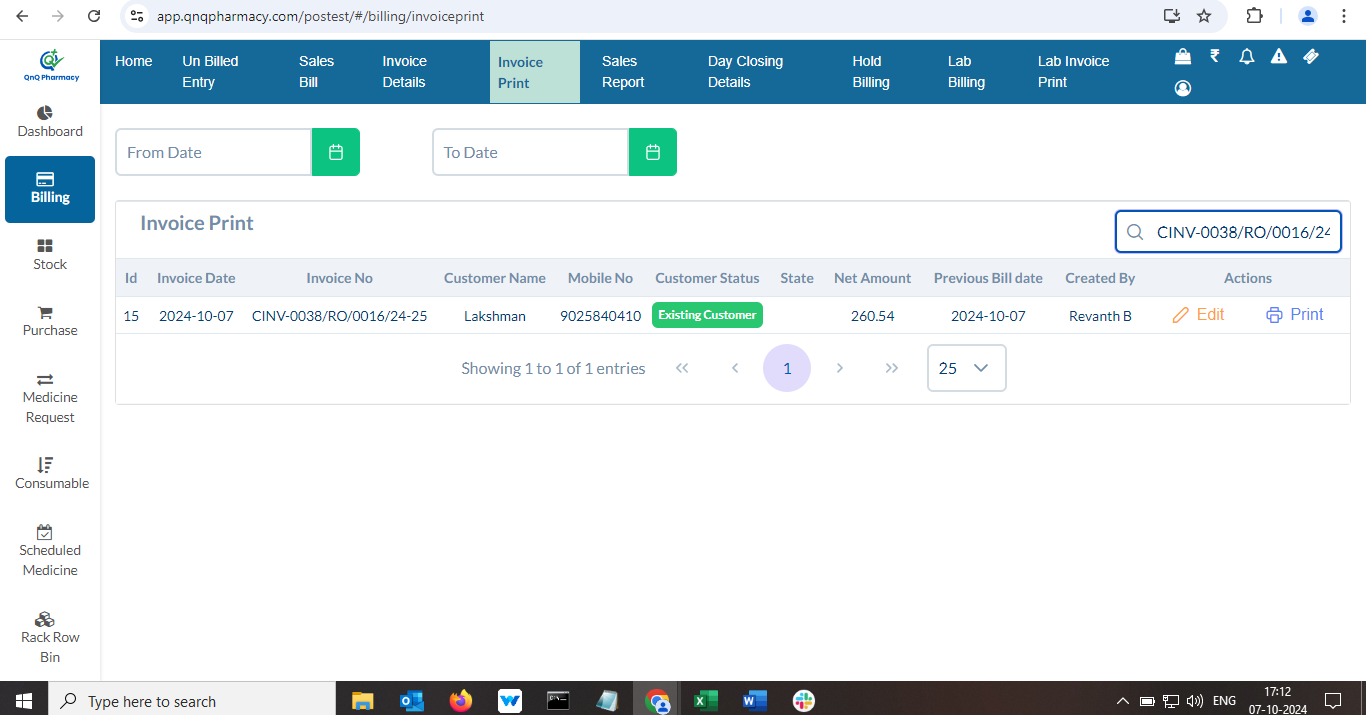 app.qnqpharmacy.com/postest/#/billing/invoiceprint
QnQ Pharmacy
Home
Un Billed
Entry
Sales
Bill
Invoice
Details
Invoice
Print
Sales
Report
Day Closing
Details
Hold
Billing
Lab
Billing
Lab Invoice
Print
Dashboard
Billing
Stock
Purchase
Medicine
Request
Consumable
Scheduled
Medicine
Rack Row
Bin
From Date
To Date
Invoice Print
CINV-0038/RO/0016/24
Id Invoice Date Invoice No Customer Name Mobile No Customer Status State Net Amount Previous Bill date Created By Actions
15 2024-10-07 CINV-0038/RO/0016/24-25 Lakshman 9025840410 Existing Customer 260.54 2024-10-07 Revanth B Edit Print
Showing 1 to 1 of 1 entries « ‹ 1 › » 25
Type here to search
ENG
17:12
07-10-2024